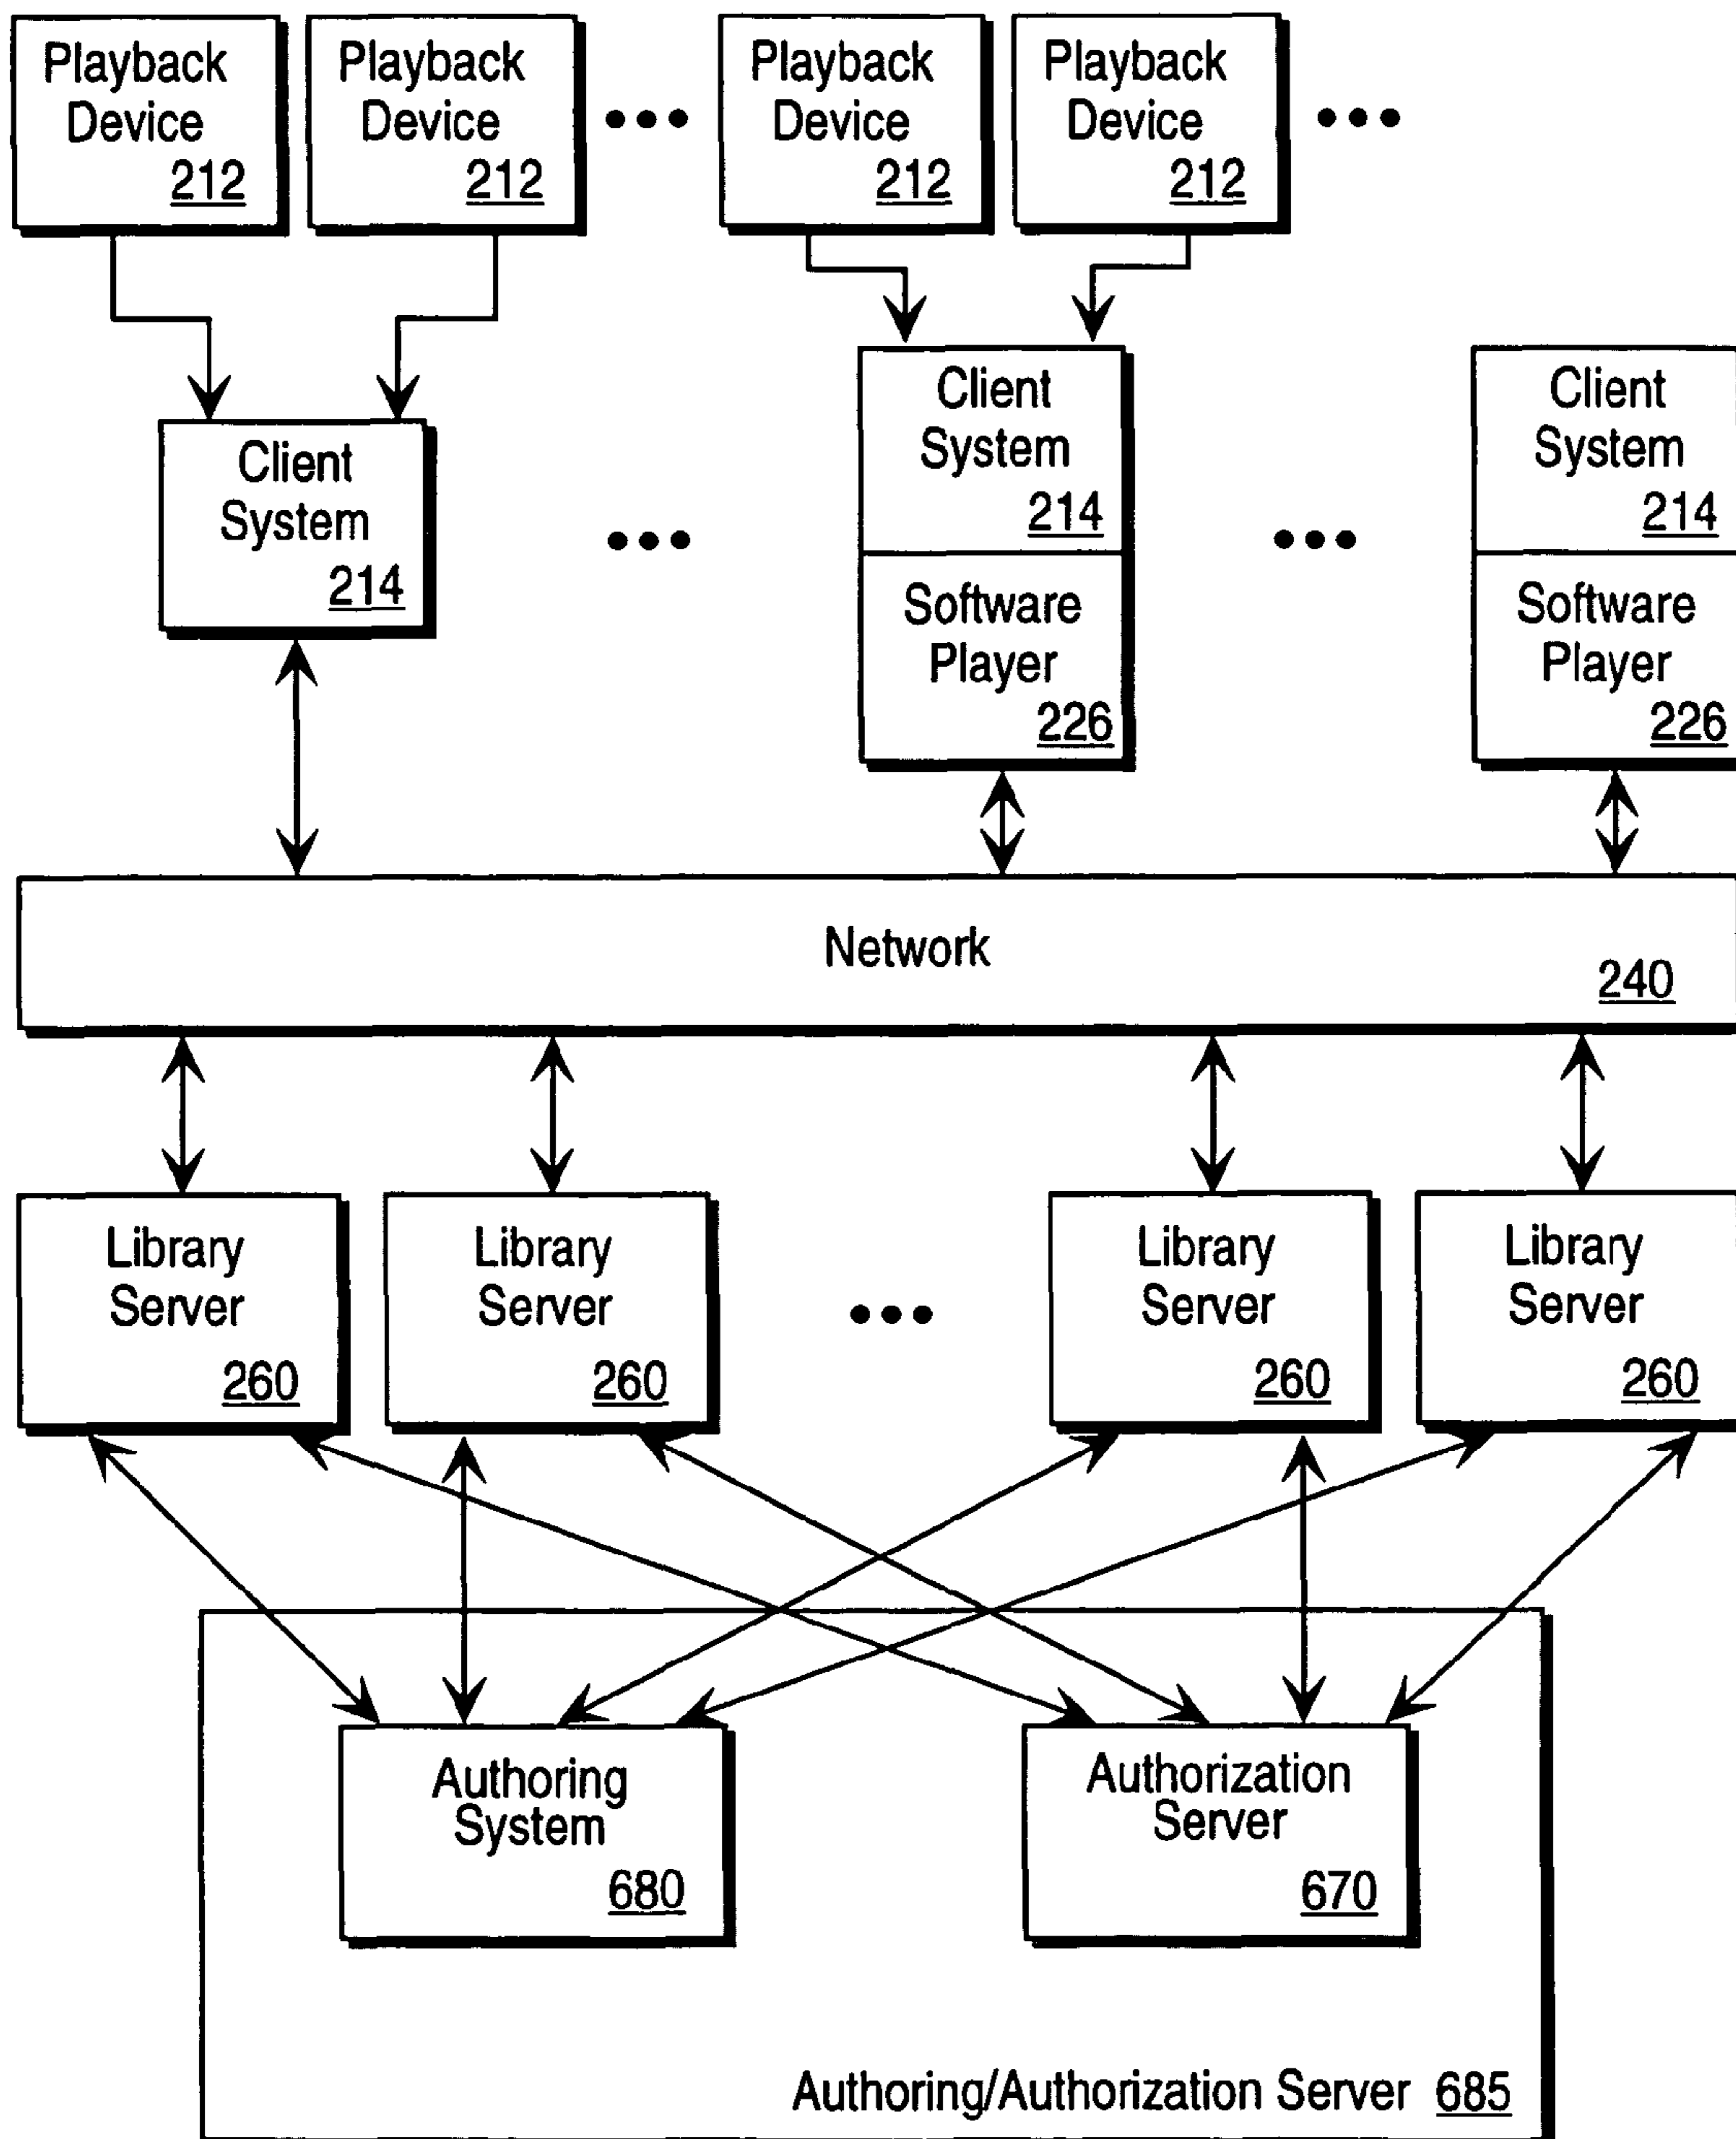 Playback
Device
212
Playback
Device
212
Playback
Device
212
Playback
Device
212
Client
System
214
Client
System
214
Software
Player
226
Client
System
214
Software
Player
226
Network
240
Library
Server
260
Library
Server
260
Library
Server
260
Library
Server
260
Authoring
System
680
Authorization
Server
670
Authoring/Authorization Server 685